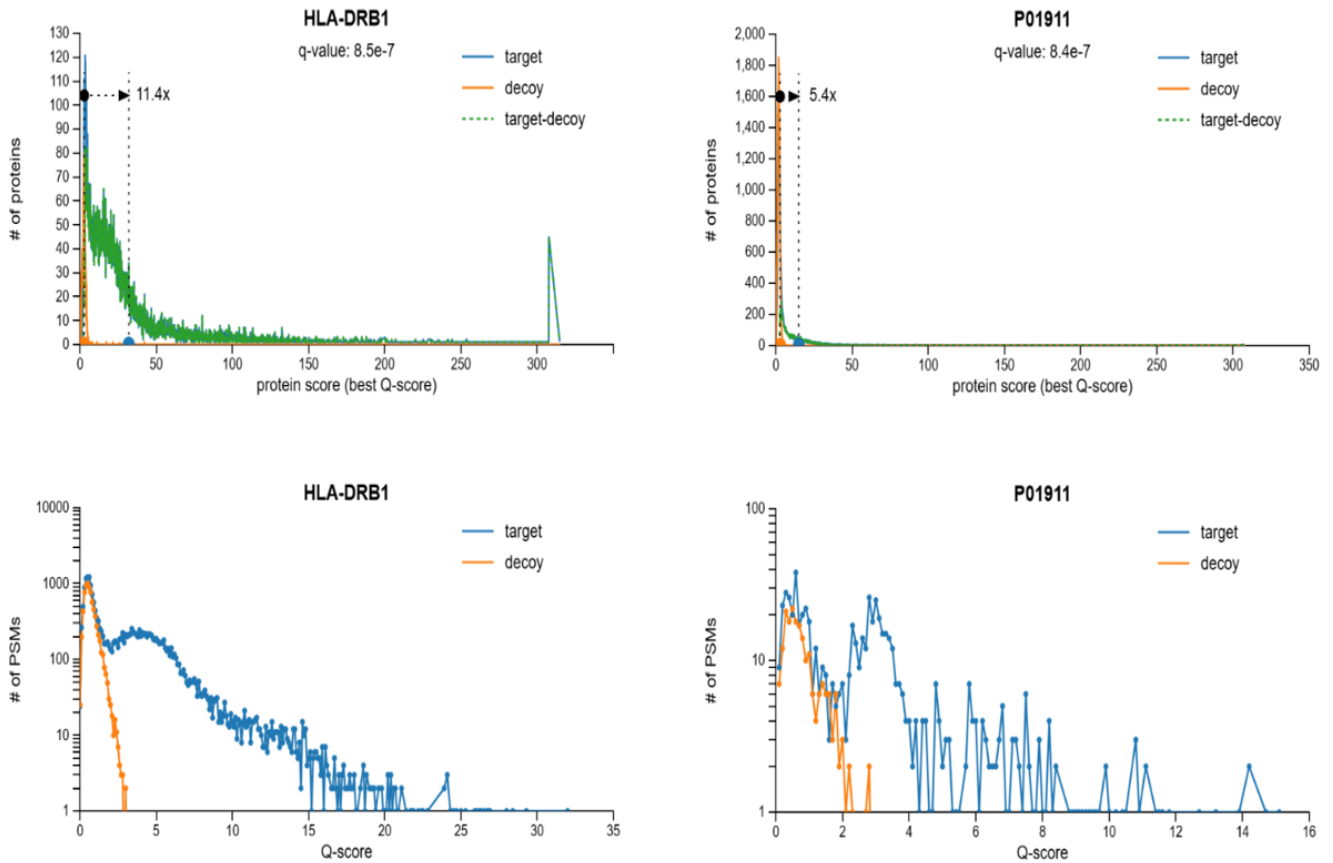 HLA-DRB1
q-value: 8.5e-7
target
decoy
target-decoy
11.4x
# of proteins
130
120
110
100
90
80
70
60
50
40
30
20
10
0
0 50 100 150 200 250 300
protein score (best Q-score)
P01911
q-value: 8.4e-7
target
decoy
target-decoy
5.4x
# of proteins
2,000
1,800
1,600
1,400
1,200
1,000
800
600
400
200
0
0 50 100 150 200 250 300 350
protein score (best Q-score)
HLA-DRB1
target
decoy
# of PSMs
10000
1000
100
10
1
0 5 10 15 20 25 30 35
Q-score
P01911
target
decoy
# of PSMs
100
10
1
0 2 4 6 8 10 12 14 16
Q-score